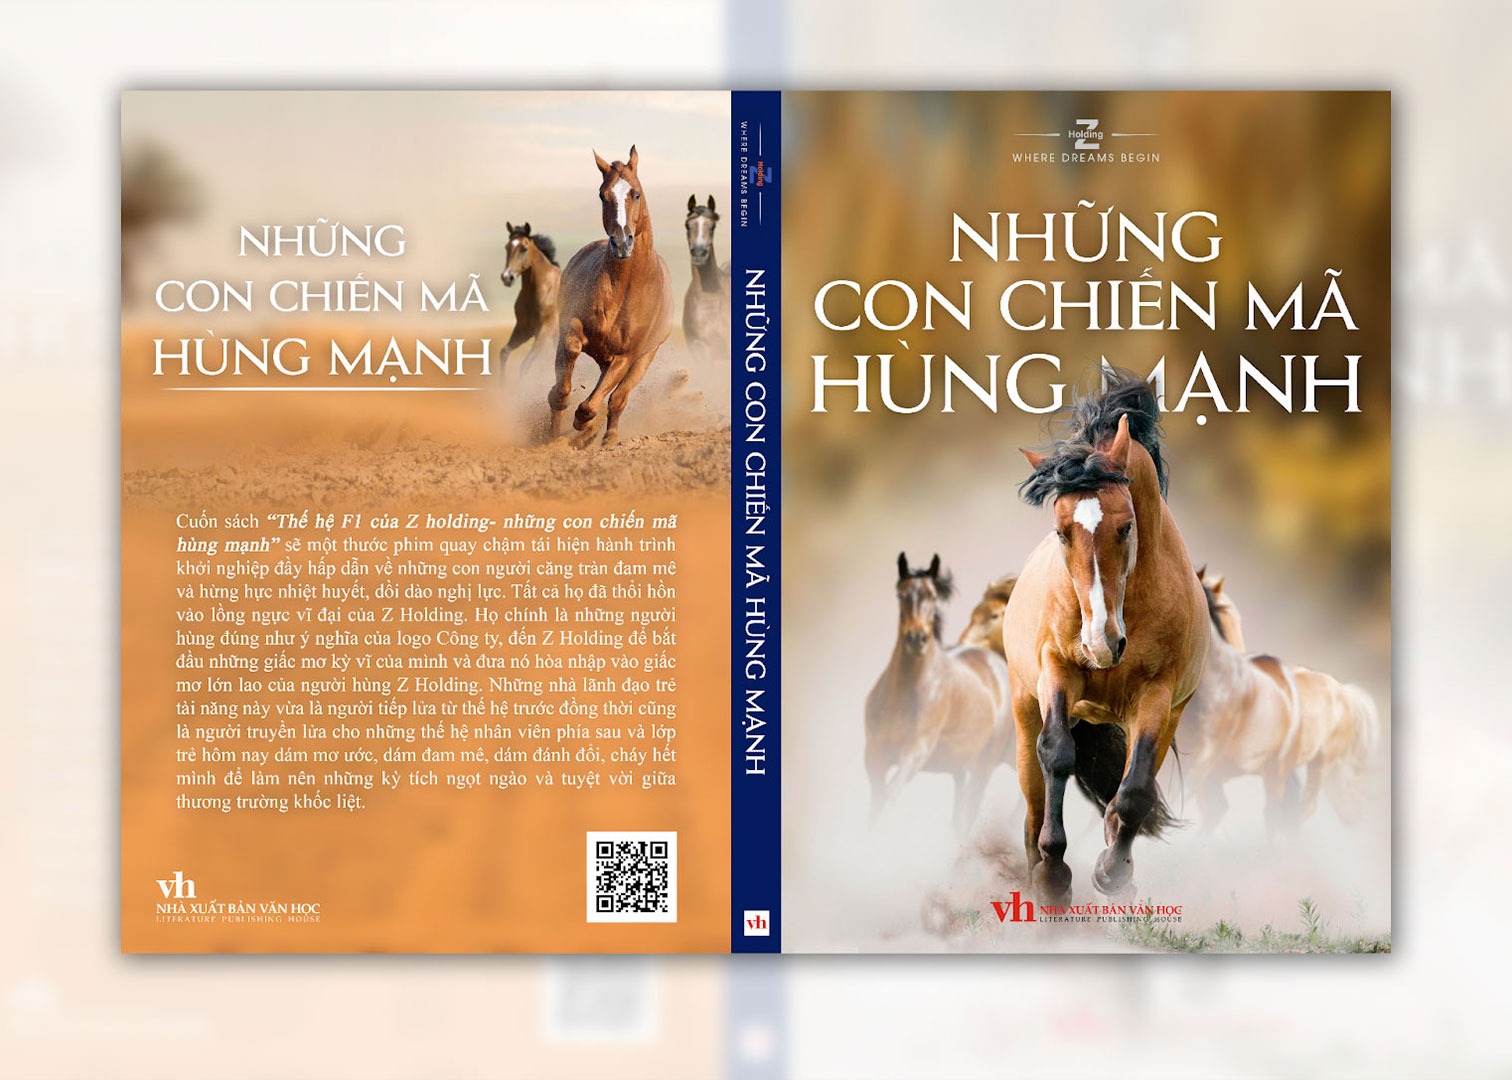 NHỮNG
CON CHIẾN MÃ
HÙNG MẠNH
Cuốn sách “Thế hệ F1 của Z holding- những con chiến mã
hùng mạnh” sẽ một thước phim quay chậm tái hiện hành trình
khởi nghiệp đầy hấp dẫn về những con người căng tràn đam mê
và hừng hực nhiệt huyết, dồi dào nghị lực. Tất cả họ đã thổi hồn
vào lồng ngực vĩ đại của Z Holding. Họ chính là những người
hùng đúng như ý nghĩa của logo Công ty, đến Z Holding để bắt
đầu những giấc mơ kỳ vĩ của mình và đưa nó hòa nhập vào giấc
mơ lớn lao của người hùng Z Holding. Những nhà lãnh đạo trẻ
tài năng này vừa là người tiếp lửa từ thế hệ trước đồng thời cũng
là người truyền lửa cho những thế hệ nhân viên phía sau và lớp
trẻ hôm nay dám mơ ước, dám đam mê, dám đánh đổi, cháy hết
mình để làm nên những kỳ tích ngọt ngào và tuyệt vời giữa
thương trường khốc liệt.
vh
NHÀ XUẤT BẢN VĂN HỌC
LITERATURE PUBLISHING HOUSE
Z Holding
WHERE DREAMS BEGIN
NHỮNG CON CHIẾN MÃ HÙNG MẠNH
vh
Z Holding
WHERE DREAMS BEGIN
NHỮNG
CON CHIẾN MÃ
HÙNG MẠNH
vh
NHÀ XUẤT BẢN VĂN HỌC
LITERATURE PUBLISHING HOUSE